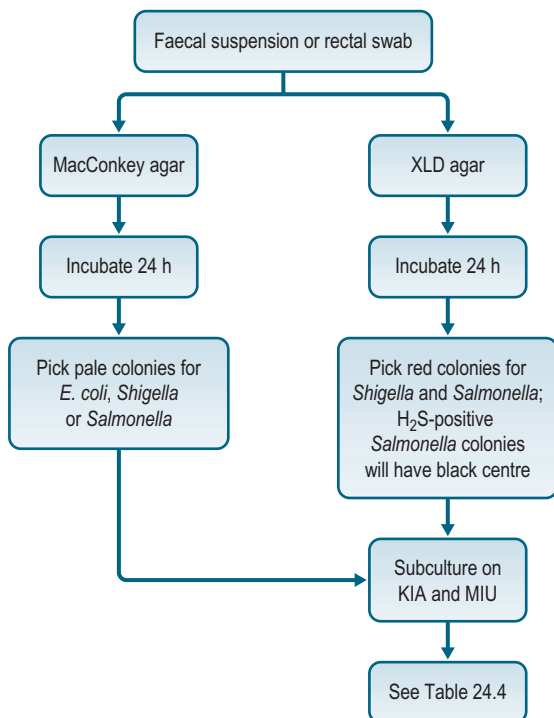 Faecal suspension or rectal swab
MacConkey agar
XLD agar
Incubate 24 h
Incubate 24 h
Pick pale colonies for
E. coli, Shigella
or Salmonella
Pick red colonies for
Shigella and Salmonella;
H₂S-positive
Salmonella colonies
will have black centre
Subculture on
KIA and MIU
See Table 24.4